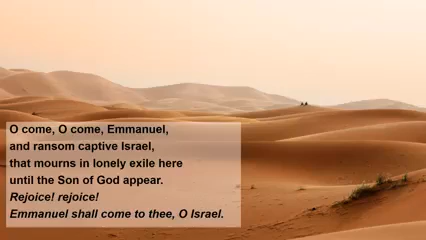 O come, O come, Emmanuel,
and ransom captive Israel,
that mourns in lonely exile here
until the Son of God appear.
Rejoice! rejoice!
Emmanuel shall come to thee, O Israel.